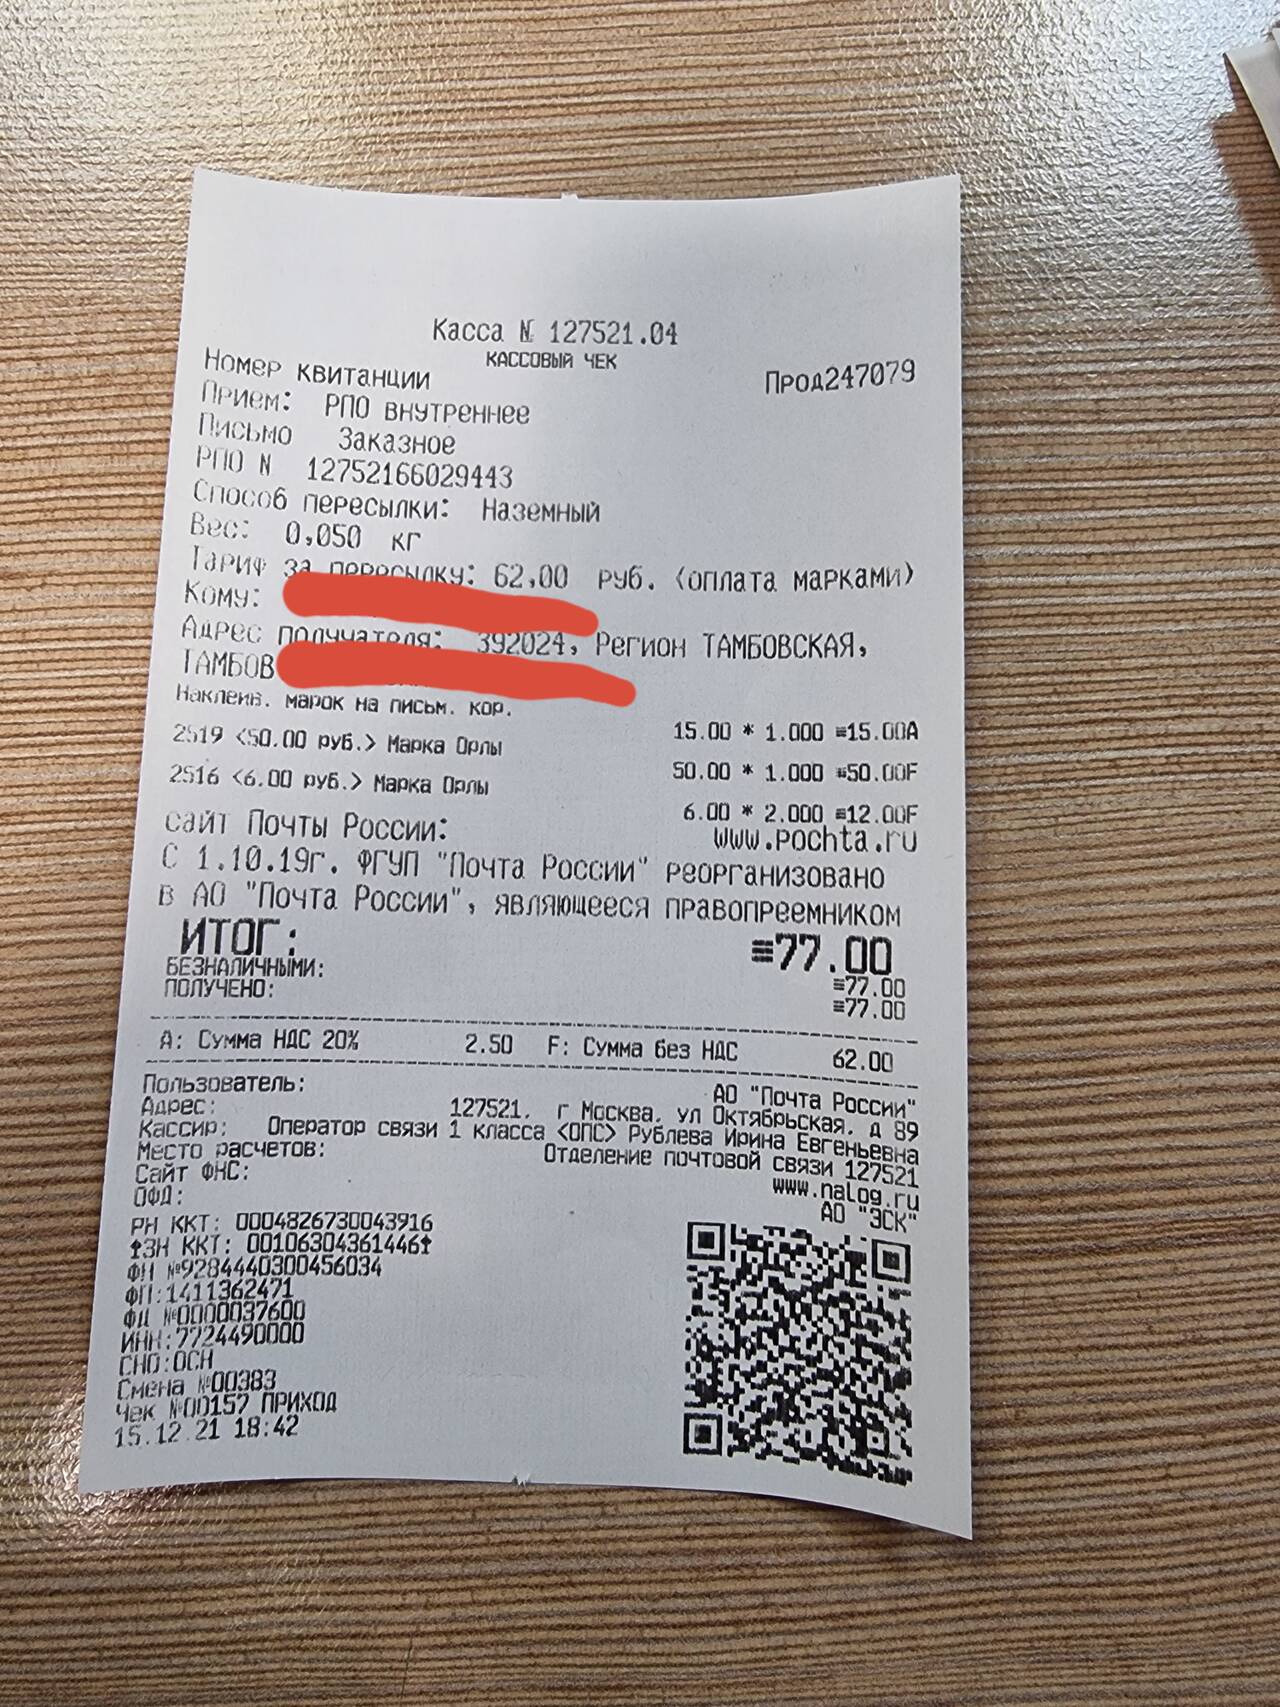 Касса № 127521.04
КАССОВЫЙ ЧЕК
Номер квитанции Прод247079
Прием: РПО внутреннее
Письмо Заказное
РПО N 12752166029443
Способ пересылки: Наземный
Вес: 0,050 кг
Тариф за пересылку: 62,00 руб. (оплата марками)
Кому:
Адрес получателя: 392024, Регион ТАМБОВСКАЯ,
ТАМБОВ
Наклеив. марок на письм. кор.
15.00 * 1.000 ≡15.00А
2519 <50.00 руб.> Марка Орлы
50.00 * 1.000 ≡50.00F
2516 <6.00 руб.> Марка Орлы
6.00 * 2.000 ≡12.00F
сайт Почты России: www.pochta.ru
С 1.10.19г. ФГУП "Почта России" реорганизовано
в АО "Почта России", являющееся правопреемником
ИТОГ: ≡77.00
БЕЗНАЛИЧНЫМИ: ≡77.00
ПОЛУЧЕНО: ≡77.00
А: Сумма НДС 20% 2.50 F: Сумма без НДС 62.00
Пользователь: АО "Почта России"
Адрес: 127521, г Москва, ул Октябрьская, д 89
Кассир: Оператор связи 1 класса <ОПС> Рублева Ирина Евгеньевна
Место расчетов: Отделение почтовой связи 127521
Сайт ФНС: www.nalog.ru
ОФД: АО "ЭСК"
РН ККТ: 0004826730043916
ЗН ККТ: 00106304361446
ФН №9284440300456034
ФП:1411362471
ФД №0000037600
ИНН:7724490000
СНО:ОСН
Смена №00383
Чек №00157 ПРИХОД
15.12.21 18:42